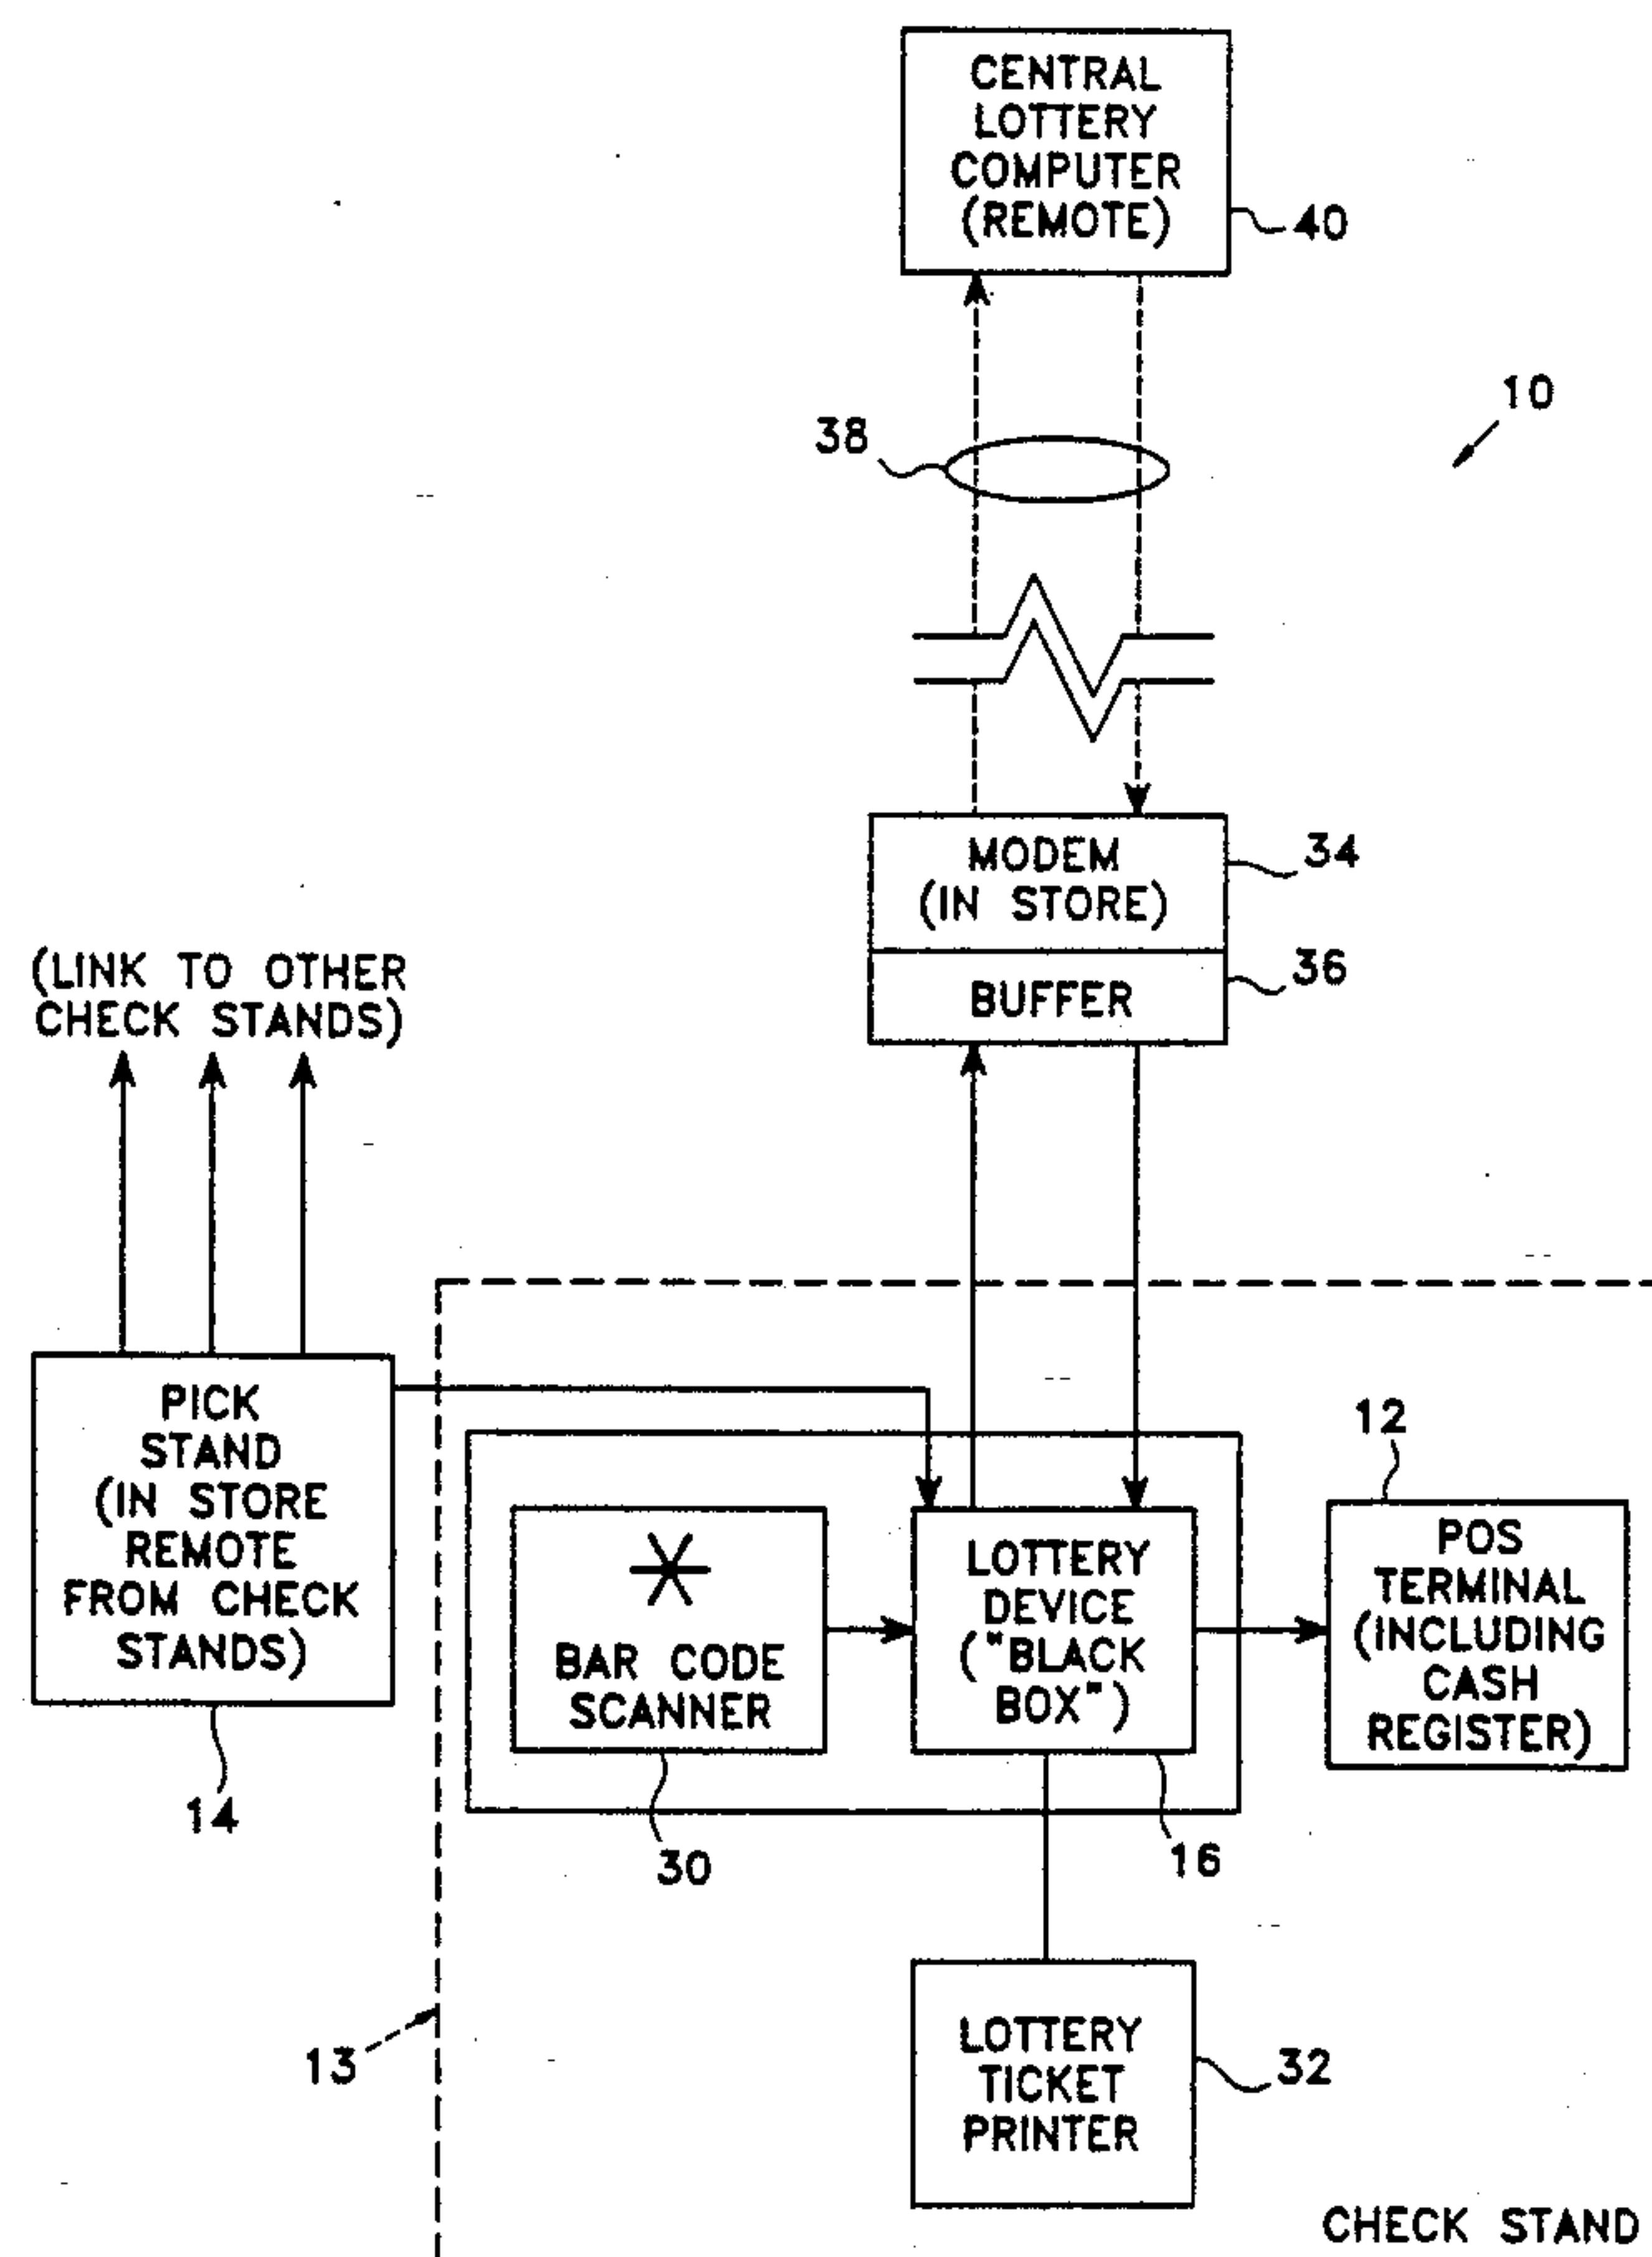 CENTRAL
LOTTERY
COMPUTER
(REMOTE)
40
10
38
MODEM
(IN STORE)
34
BUFFER
36
(LINK TO OTHER
CHECK STANDS)
PICK
STAND
(IN STORE
REMOTE
FROM CHECK
STANDS)
14
BAR CODE
SCANNER
30
LOTTERY
DEVICE
("BLACK
BOX")
16
12
POS
TERMINAL
(INCLUDING
CASH
REGISTER)
13
LOTTERY
TICKET
PRINTER
32
CHECK STAND